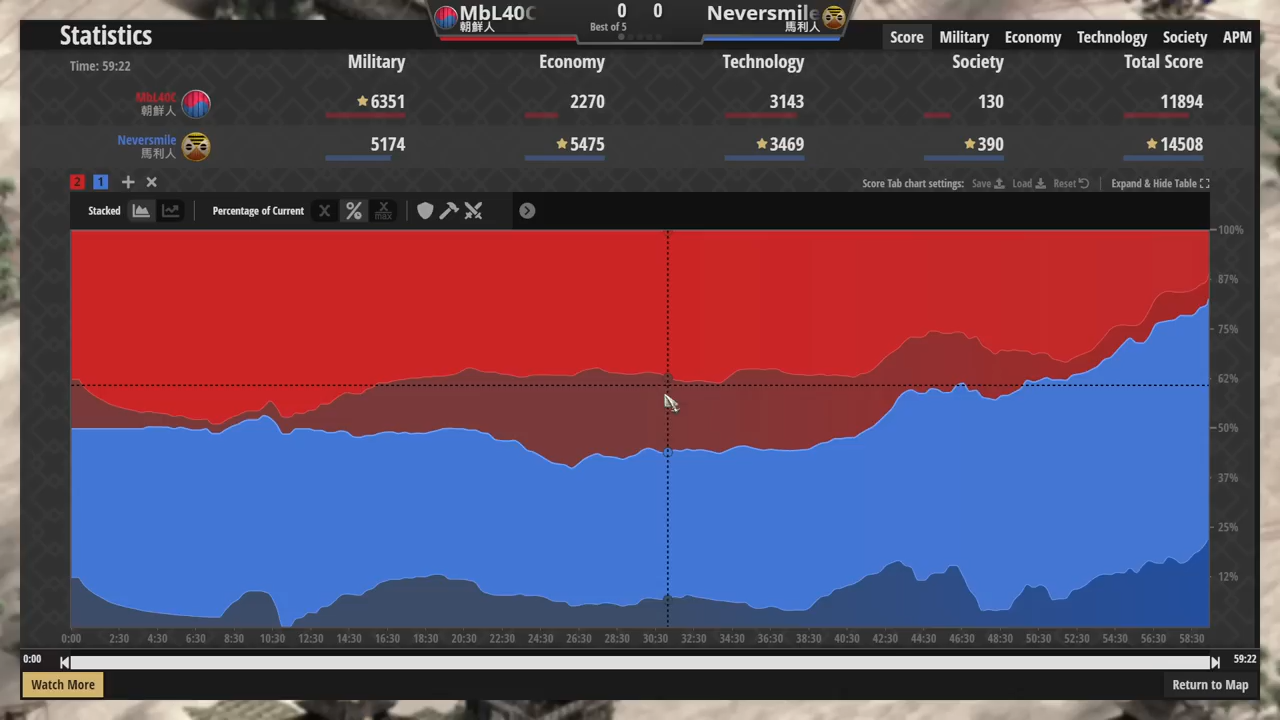 MbL40C
朝鮮人
0 0
Best of 5
Neversmile
馬利人
Statistics
Score Military Economy Technology Society APM
Time: 59:22
Military Economy Technology Society Total Score
MbL40C
朝鮮人
6351 2270 3143 130 11894
Neversmile
馬利人
5174 5475 3469 390 14508
2 1
Score Tab chart settings: Save Load Reset Expand & Hide Table
Stacked Percentage of Current X % X max
100%
87%
75%
62%
50%
37%
25%
12%
0:00 2:30 4:30 6:30 8:30 10:30 12:30 14:30 16:30 18:30 20:30 22:30 24:30 26:30 28:30 30:30 32:30 34:30 36:30 38:30 40:30 42:30 44:30 46:30 48:30 50:30 52:30 54:30 56:30 58:30
0:00 59:22
Watch More Return to Map